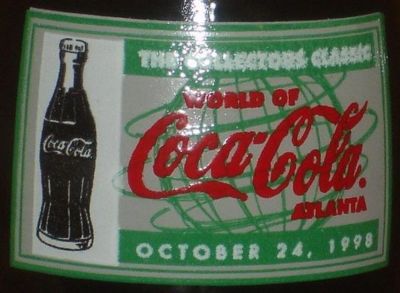 THE COLLECTORS CLASSIC
WORLD OF
Coca-Cola.
ATLANTA
OCTOBER 24, 1998
Coca-Cola